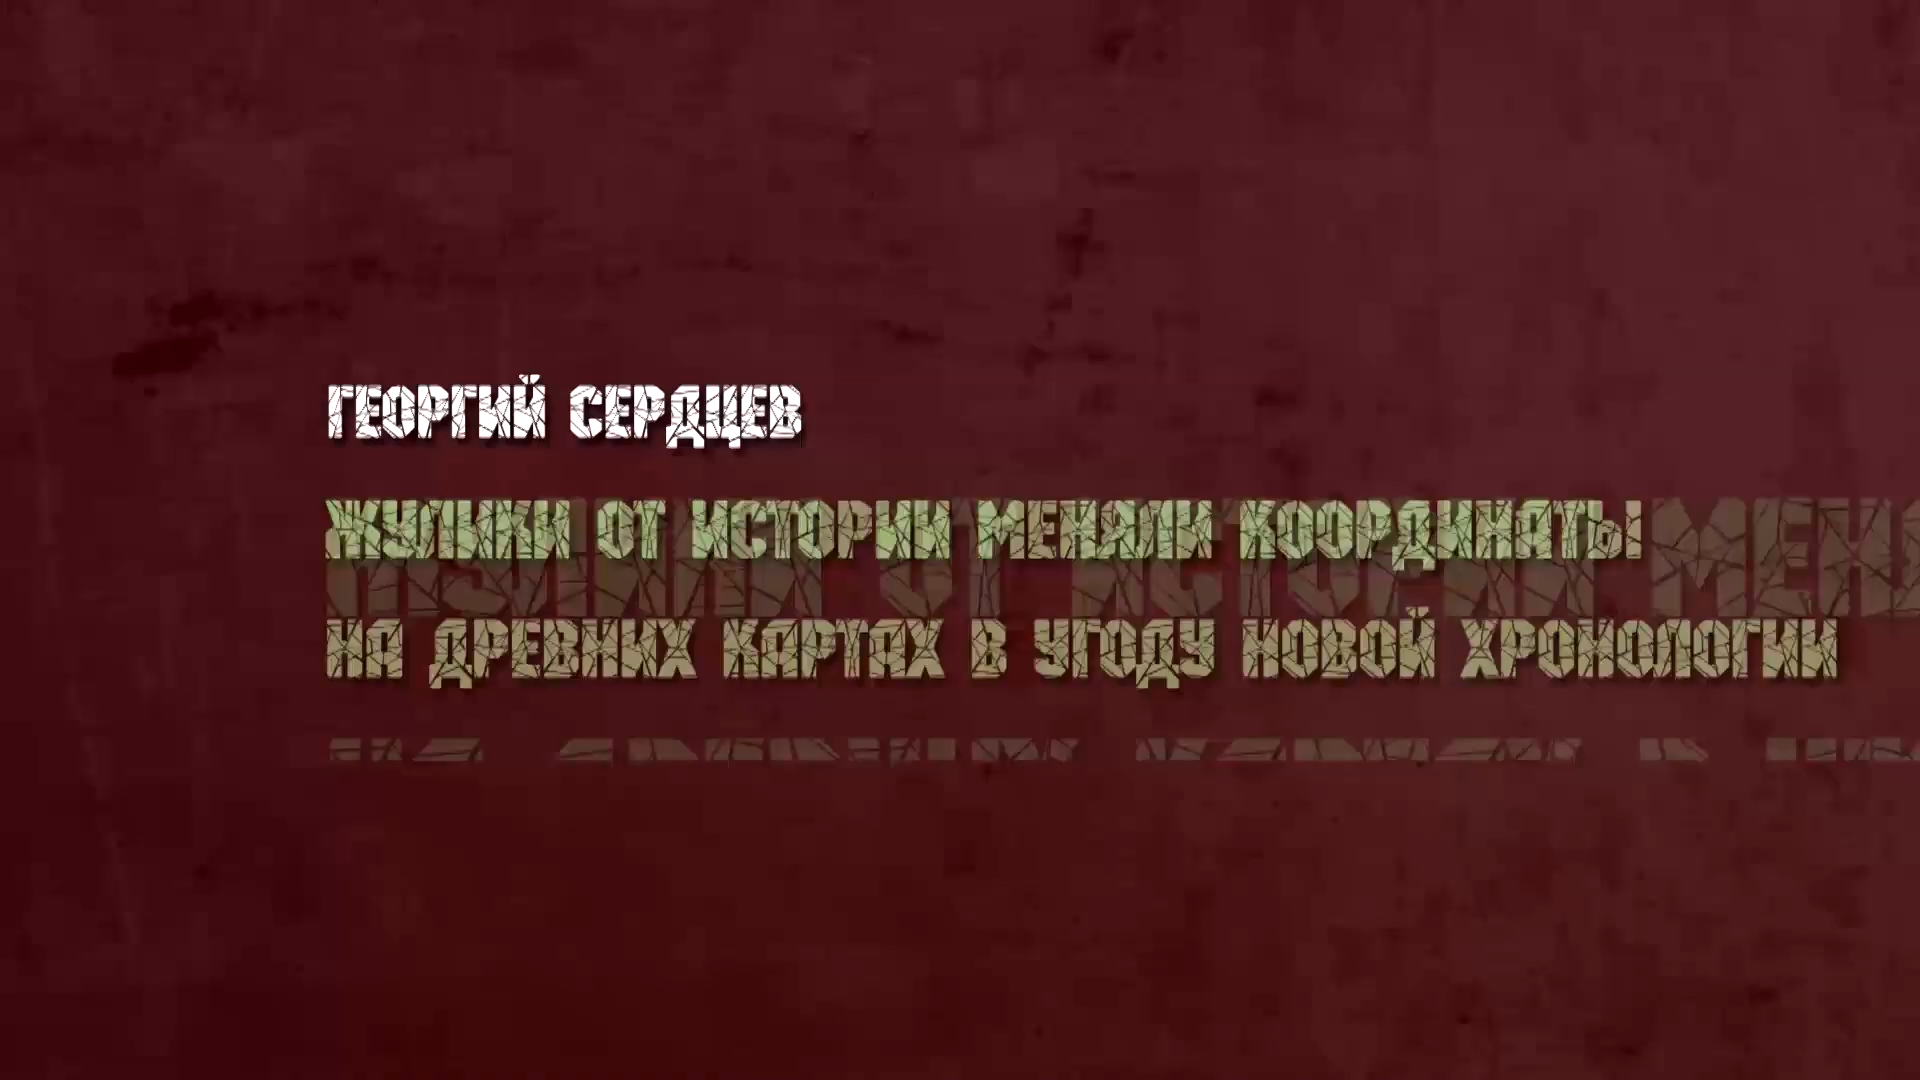 ГЕОРГИЙ СЕРДЦЕВ
ЖУЛИКИ ОТ ИСТОРИИ МЕНЯЛИ КООРДИНАТЫ
НА ДРЕВНИХ КАРТАХ В УГОДУ НОВОЙ ХРОНОЛОГИИ